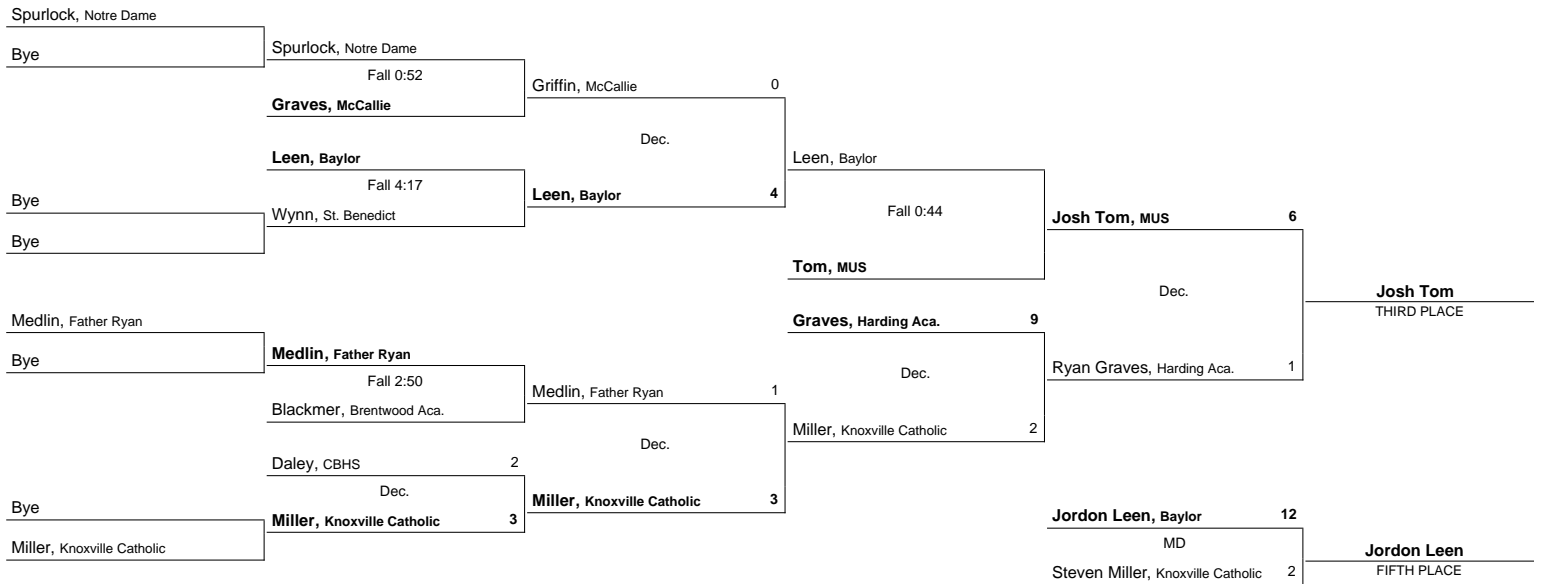 Spurlock, Notre Dame
Bye
Spurlock, Notre Dame
Fall 0:52
Graves, McCallie
Griffin, McCallie 0
Dec.
Leen, Baylor 4
Leen, Baylor
Fall 4:17
Wynn, St. Benedict
Bye
Bye
Leen, Baylor
Fall 0:44
Tom, MUS
Josh Tom, MUS 6
Dec.
Ryan Graves, Harding Aca. 1
Josh Tom
THIRD PLACE
Medlin, Father Ryan
Bye
Medlin, Father Ryan
Fall 2:50
Blackmer, Brentwood Aca.
Medlin, Father Ryan 1
Dec.
Miller, Knoxville Catholic 3
Graves, Harding Aca. 9
Dec.
Miller, Knoxville Catholic 2
Daley, CBHS 2
Dec.
Miller, Knoxville Catholic 3
Bye
Miller, Knoxville Catholic
Jordon Leen, Baylor 12
MD
Steven Miller, Knoxville Catholic 2
Jordon Leen
FIFTH PLACE